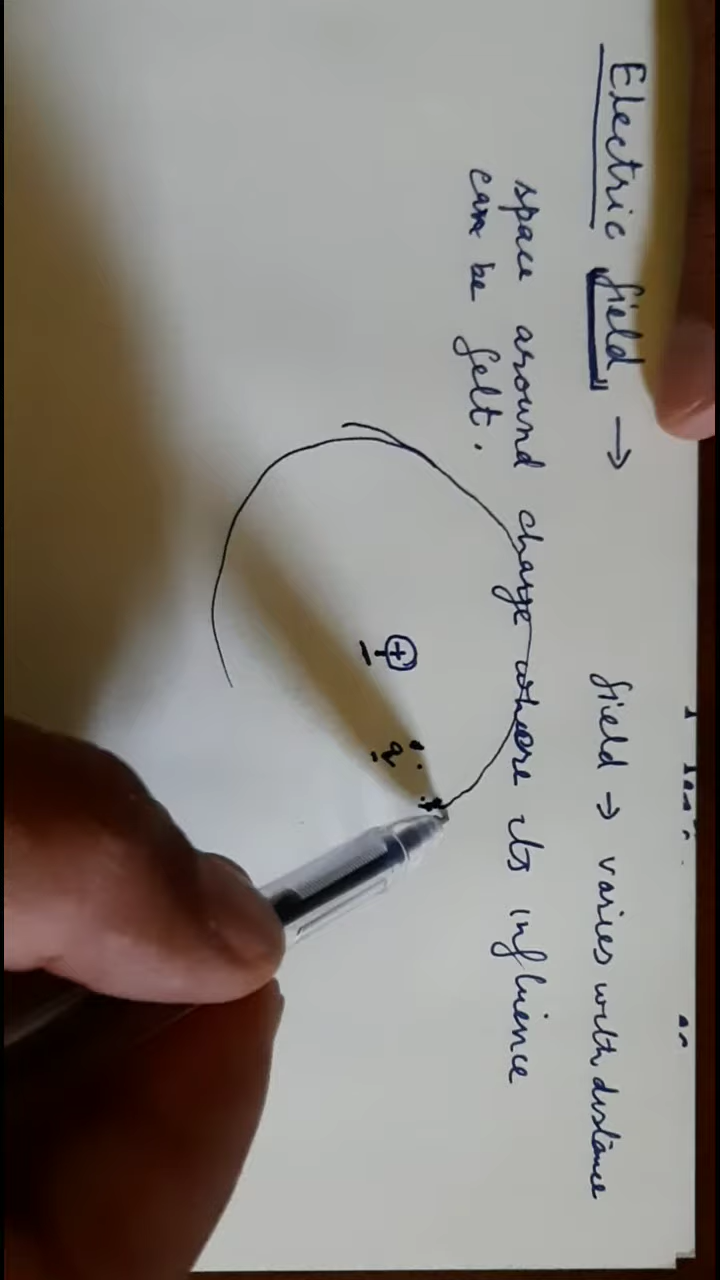 Electric field →
field → varies with distance
space around charge where its influence
can be felt.
+
q